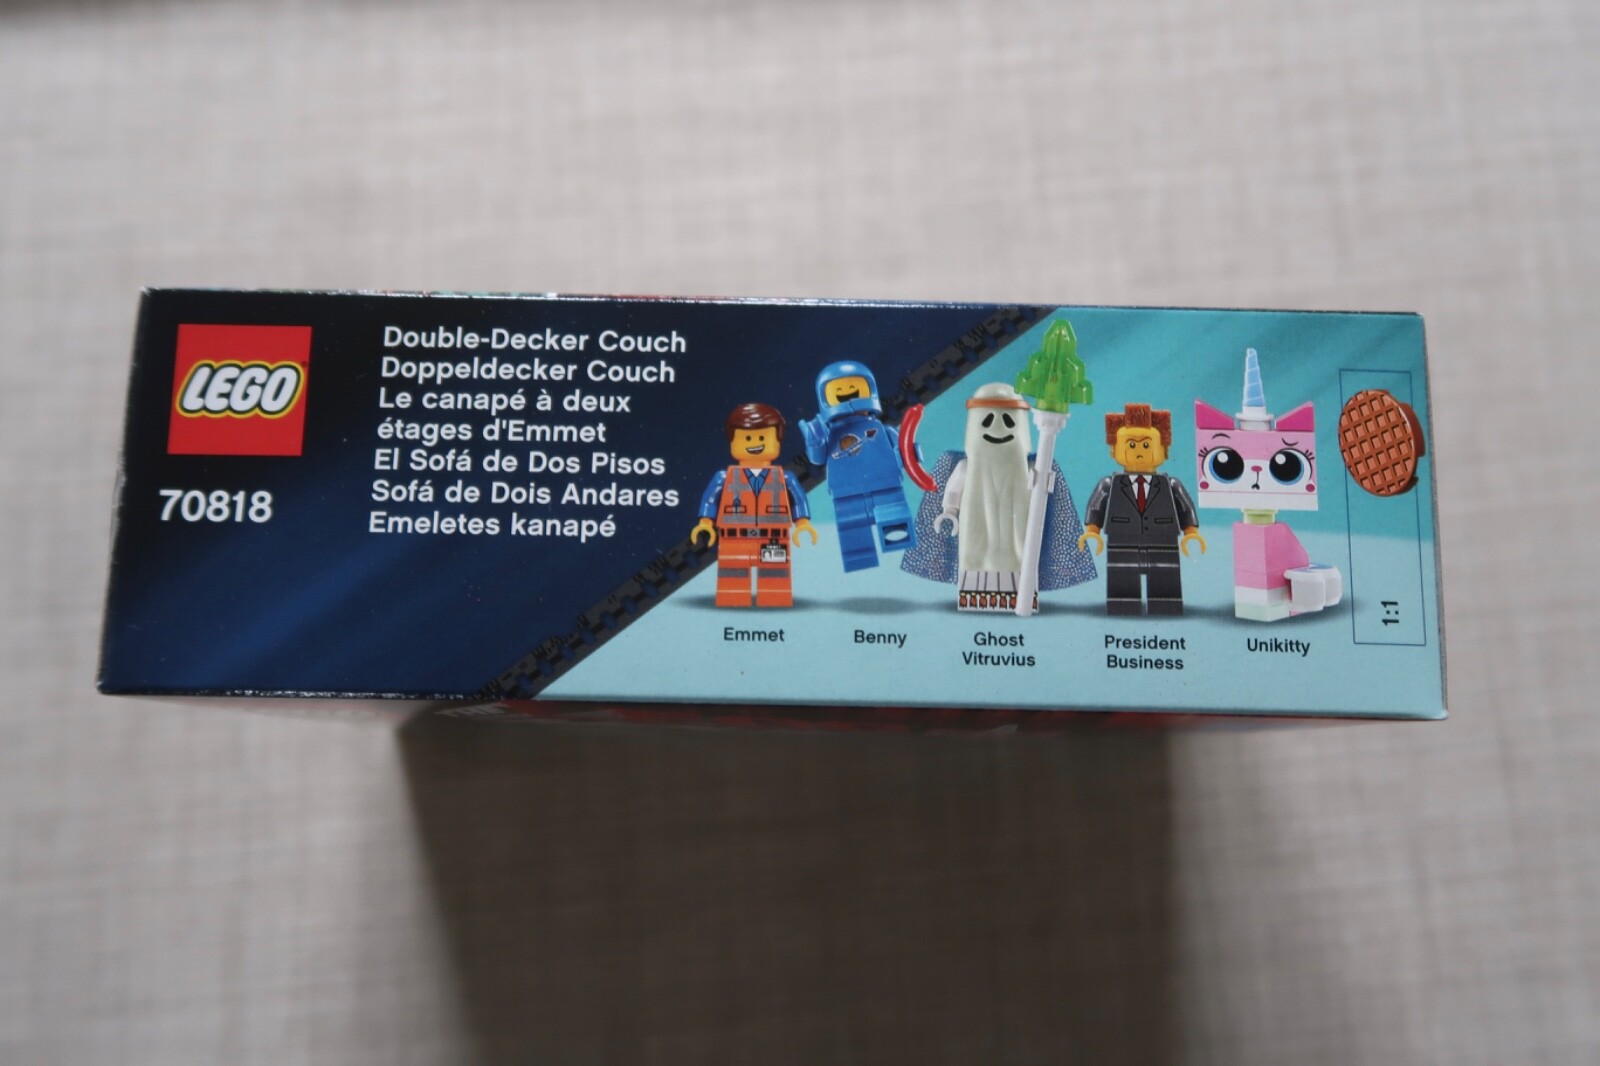 LEGO
70818
Double-Decker Couch
Doppeldecker Couch
Le canapé à deux
étages d'Emmet
El Sofá de Dos Pisos
Sofá de Dois Andares
Emeletes kanapé
Emmet
Benny
Ghost
Vitruvius
President
Business
Unikitty
1:1